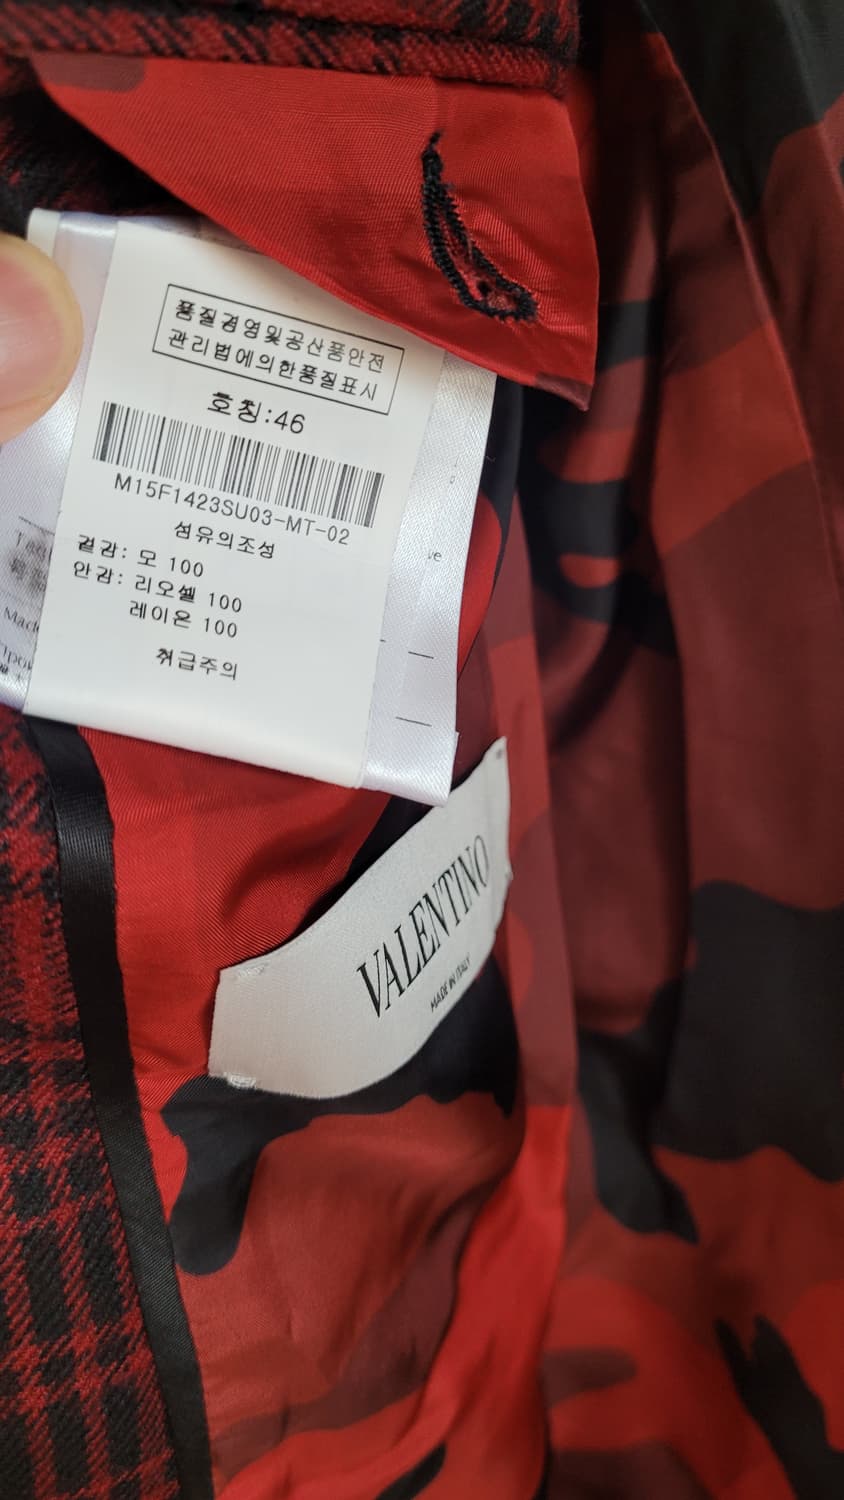 품질경영및공산품안전
관리법에의한품질표시
호칭:46
M15F1423SU03-MT-02
섬유의조성
겉감: 모 100
안감: 리오셀 100
레이온 100
취급주의
VALENTINO
MADE IN ITALY